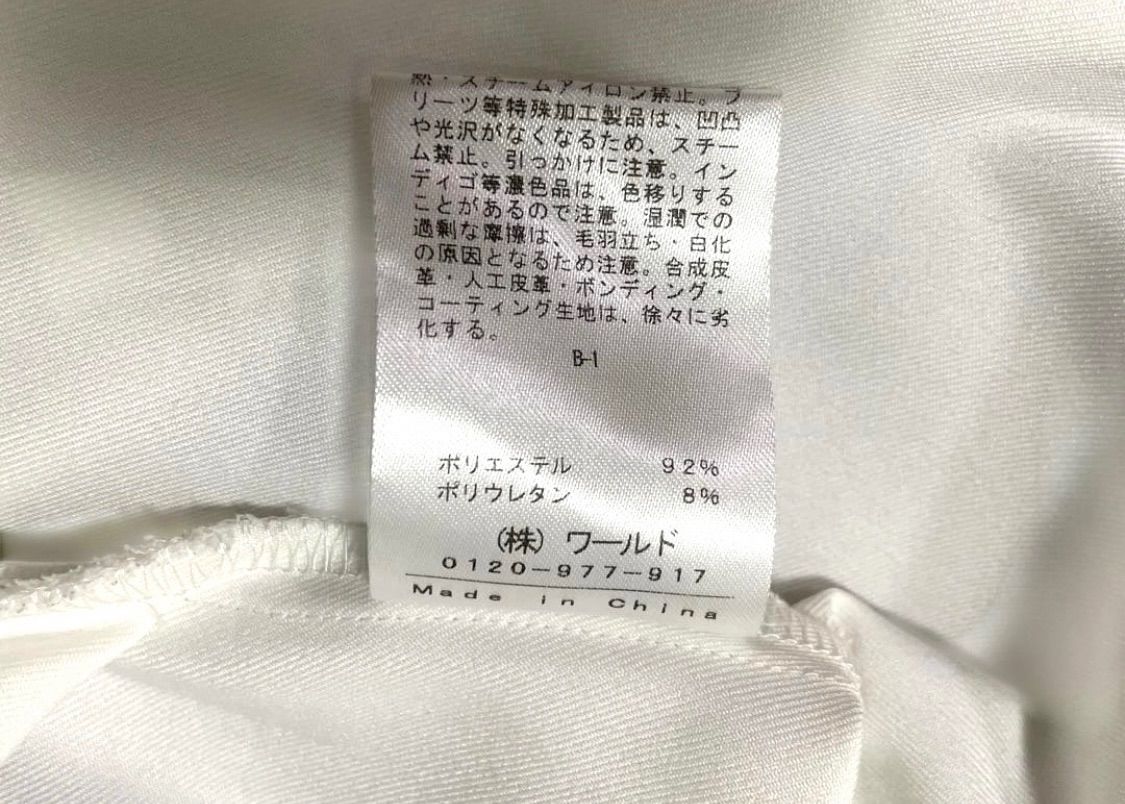 熱・スチームアイロン禁止。プ
リーツ等特殊加工製品は、凹凸
や光沢がなくなるため、スチー
ム禁止。引っかけに注意。イン
ディゴ等濃色品は、色移りする
ことがあるので注意。湿潤での
過剰な摩擦は、毛羽立ち・白化
の原因となるため注意。合成皮
革・人工皮革・ボンディング・
コーティング生地は、徐々に劣
化する。
B-1
ポリエステル 92%
ポリウレタン 8%
(株) ワールド
0120-977-917
Made in China